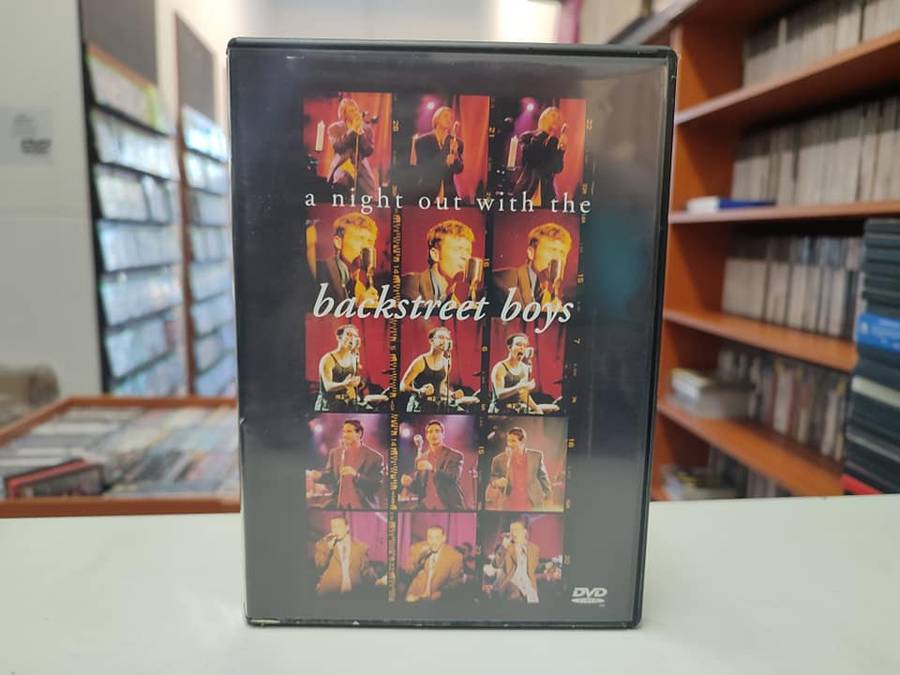 a night out with the
backstreet boys
DVD